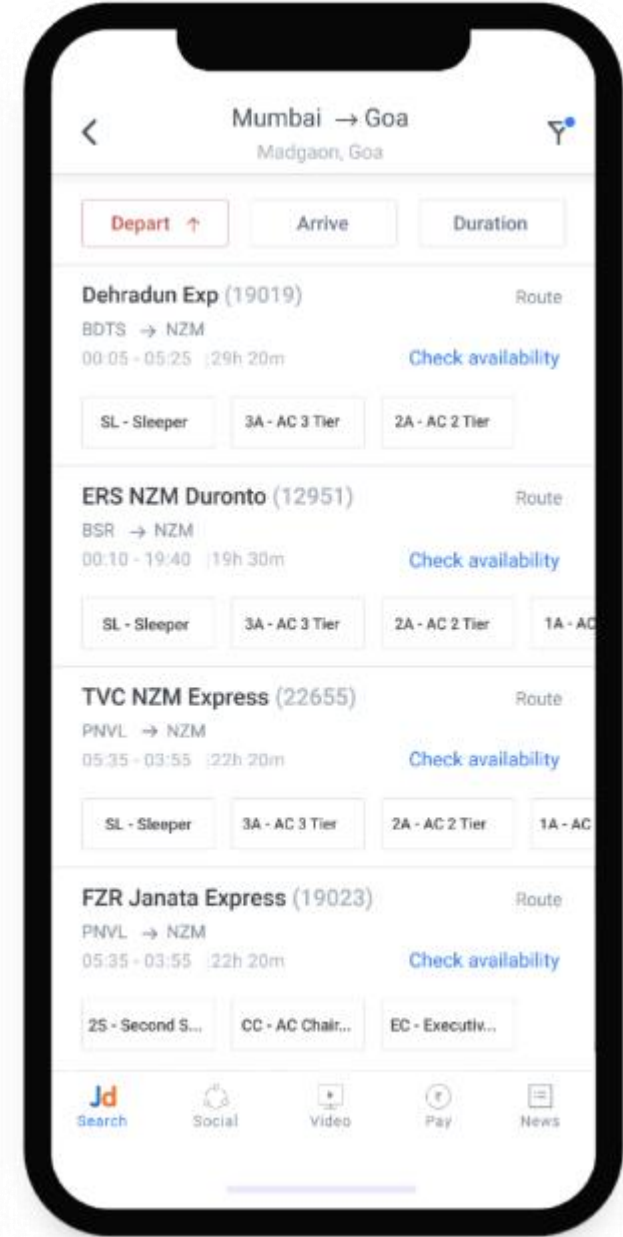 Mumbai → Goa
Madgaon, Goa
Depart ↑ Arrive Duration
Dehradun Exp (19019) Route
BDTS → NZM
00:05 - 05:25 29h 20m Check availability
SL - Sleeper 3A - AC 3 Tier 2A - AC 2 Tier
ERS NZM Duronto (12951) Route
BSR → NZM
00:10 - 19:40 19h 30m Check availability
SL - Sleeper 3A - AC 3 Tier 2A - AC 2 Tier 1A - AC
TVC NZM Express (22655) Route
PNVL → NZM
05:35 - 03:55 22h 20m Check availability
SL - Sleeper 3A - AC 3 Tier 2A - AC 2 Tier 1A - AC
FZR Janata Express (19023) Route
PNVL → NZM
05:35 - 03:55 22h 20m Check availability
2S - Second S... CC - AC Chair... EC - Executiv...
Jd
Search Social Video Pay News